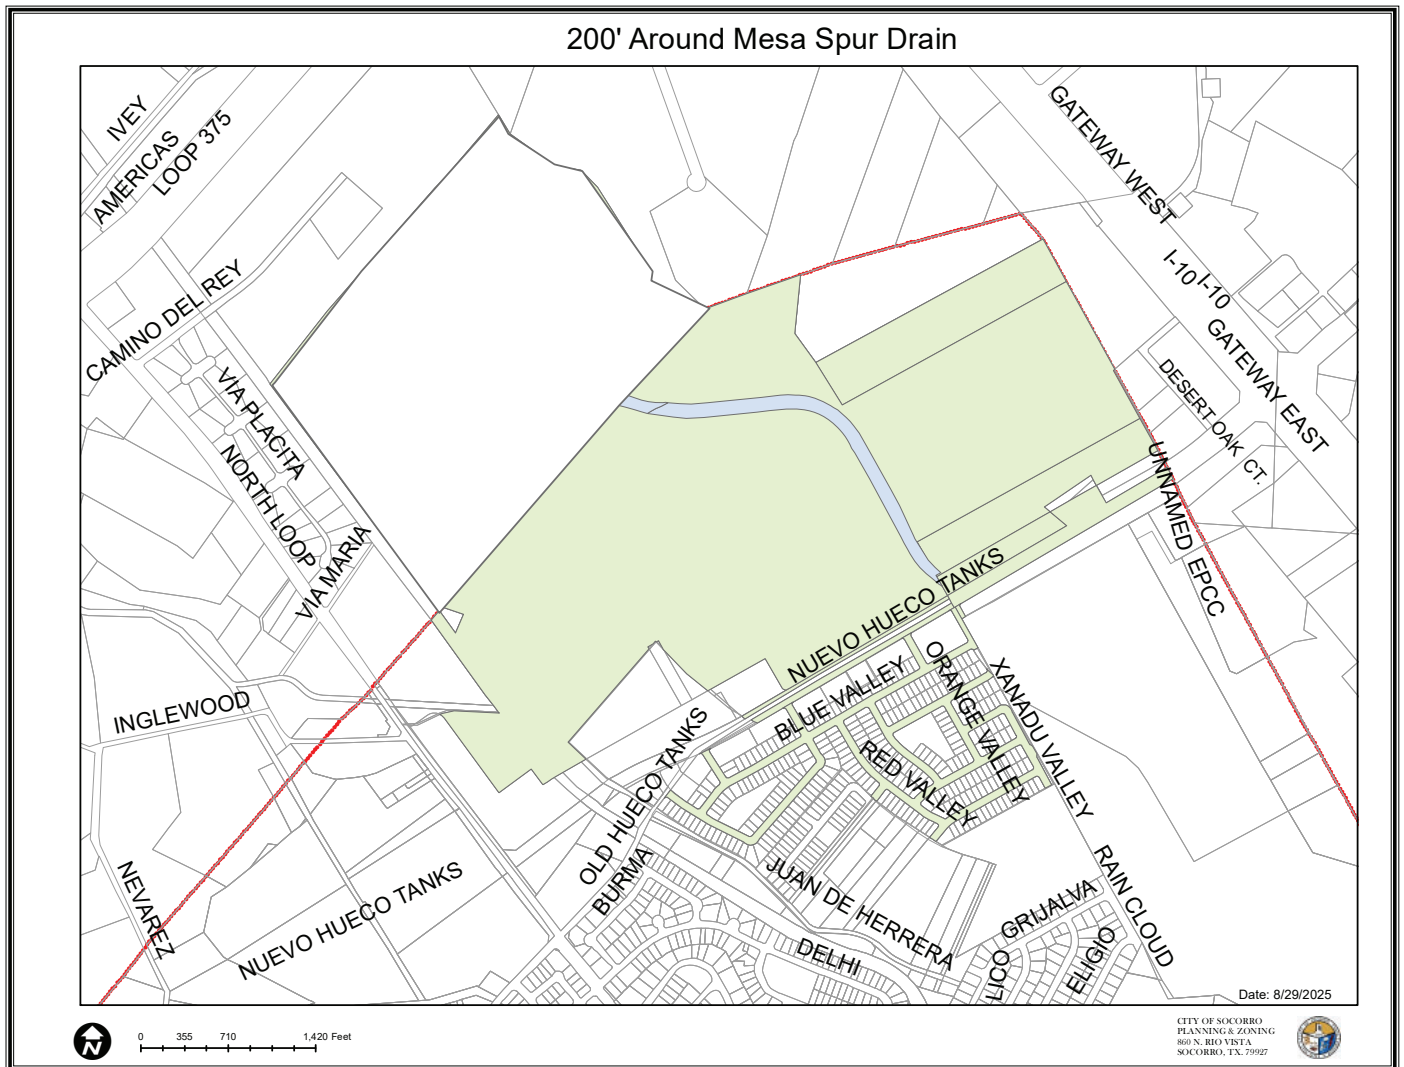 200' Around Mesa Spur Drain
IVEY
AMERICAS
LOOP 375
GATEWAY WEST
I-10
I-10
GATEWAY EAST
CAMINO DEL REY
VIA PLACITA
NORTH LOOP
VIA MARIA
DESERT OAK CT.
UNNAMED EPCC
NUEVO HUECO TANKS
INGLEWOOD
BLUE VALLEY
ORANGE VALLEY
XANADU VALLEY
RED VALLEY
OLD HUECO TANKS
BURMA
NEVAREZ
NUEVO HUECO TANKS
JUAN DE HERRERA
DELHI
RAIN CLOUD
GRIJALVA
LICO
ELIGIO
Date: 8/29/2025
N
0 355 710 1,420 Feet
CITY OF SOCORRO
PLANNING & ZONING
860 N. RIO VISTA
SOCORRO, TX. 79927